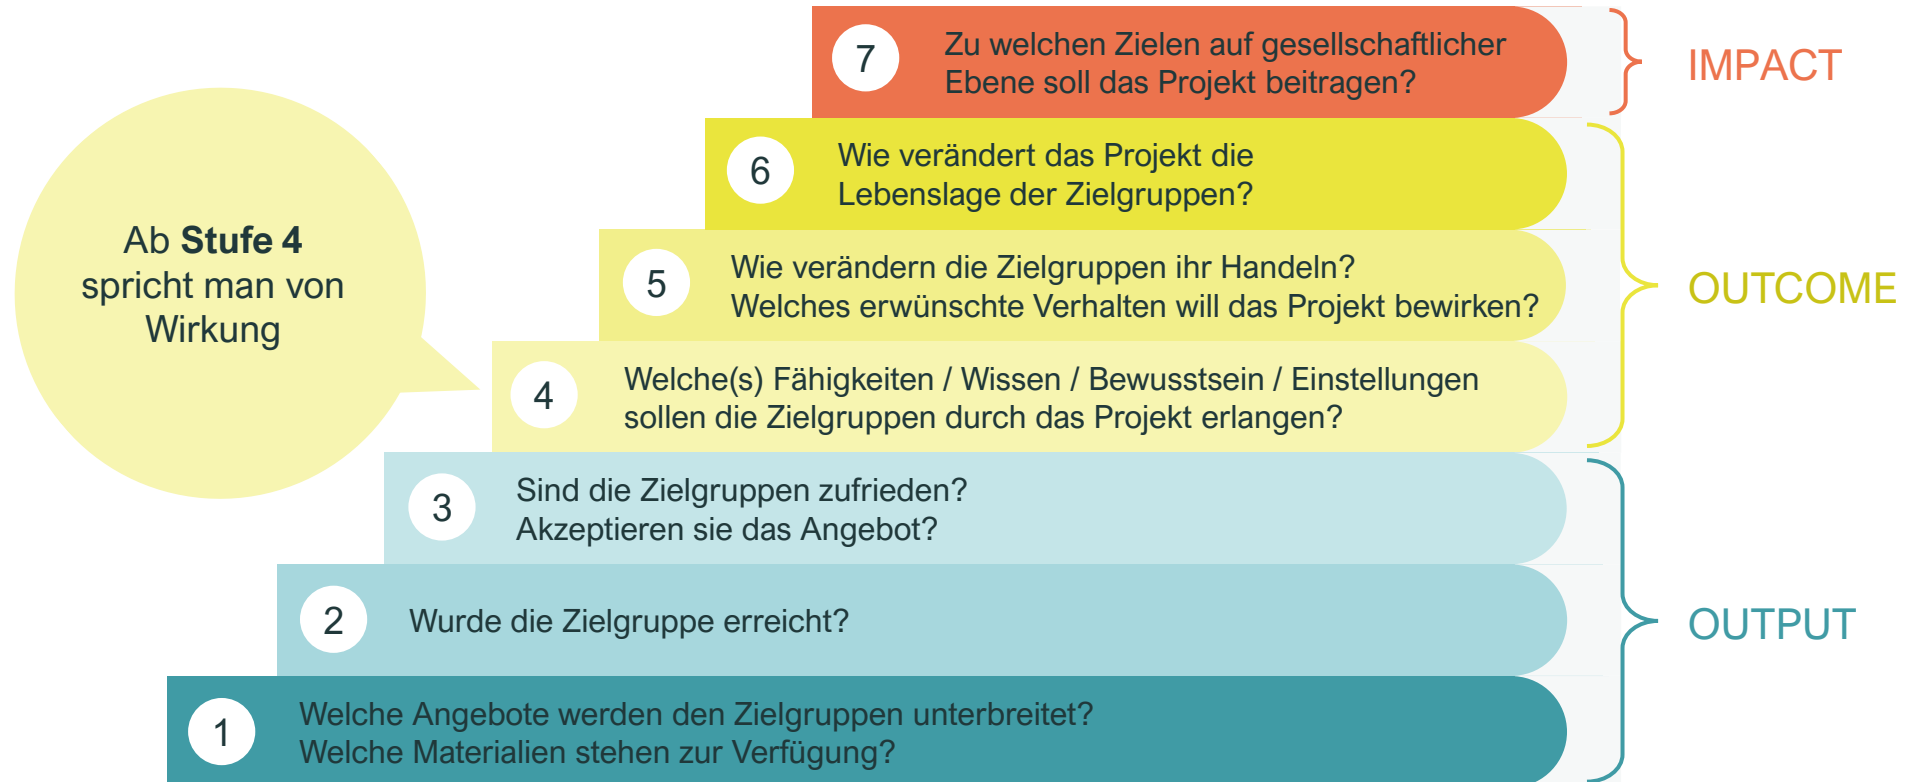 7
Zu welchen Zielen auf gesellschaftlicher
Ebene soll das Projekt beitragen?
IMPACT
6
Wie verändert das Projekt die
Lebenslage der Zielgruppen?
Ab Stufe 4
spricht man von
Wirkung
5
Wie verändern die Zielgruppen ihr Handeln?
Welches erwünschte Verhalten will das Projekt bewirken?
OUTCOME
4
Welche(s) Fähigkeiten / Wissen / Bewusstsein / Einstellungen
sollen die Zielgruppen durch das Projekt erlangen?
3
Sind die Zielgruppen zufrieden?
Akzeptieren sie das Angebot?
2
Wurde die Zielgruppe erreicht?
OUTPUT
1
Welche Angebote werden den Zielgruppen unterbreitet?
Welche Materialien stehen zur Verfügung?